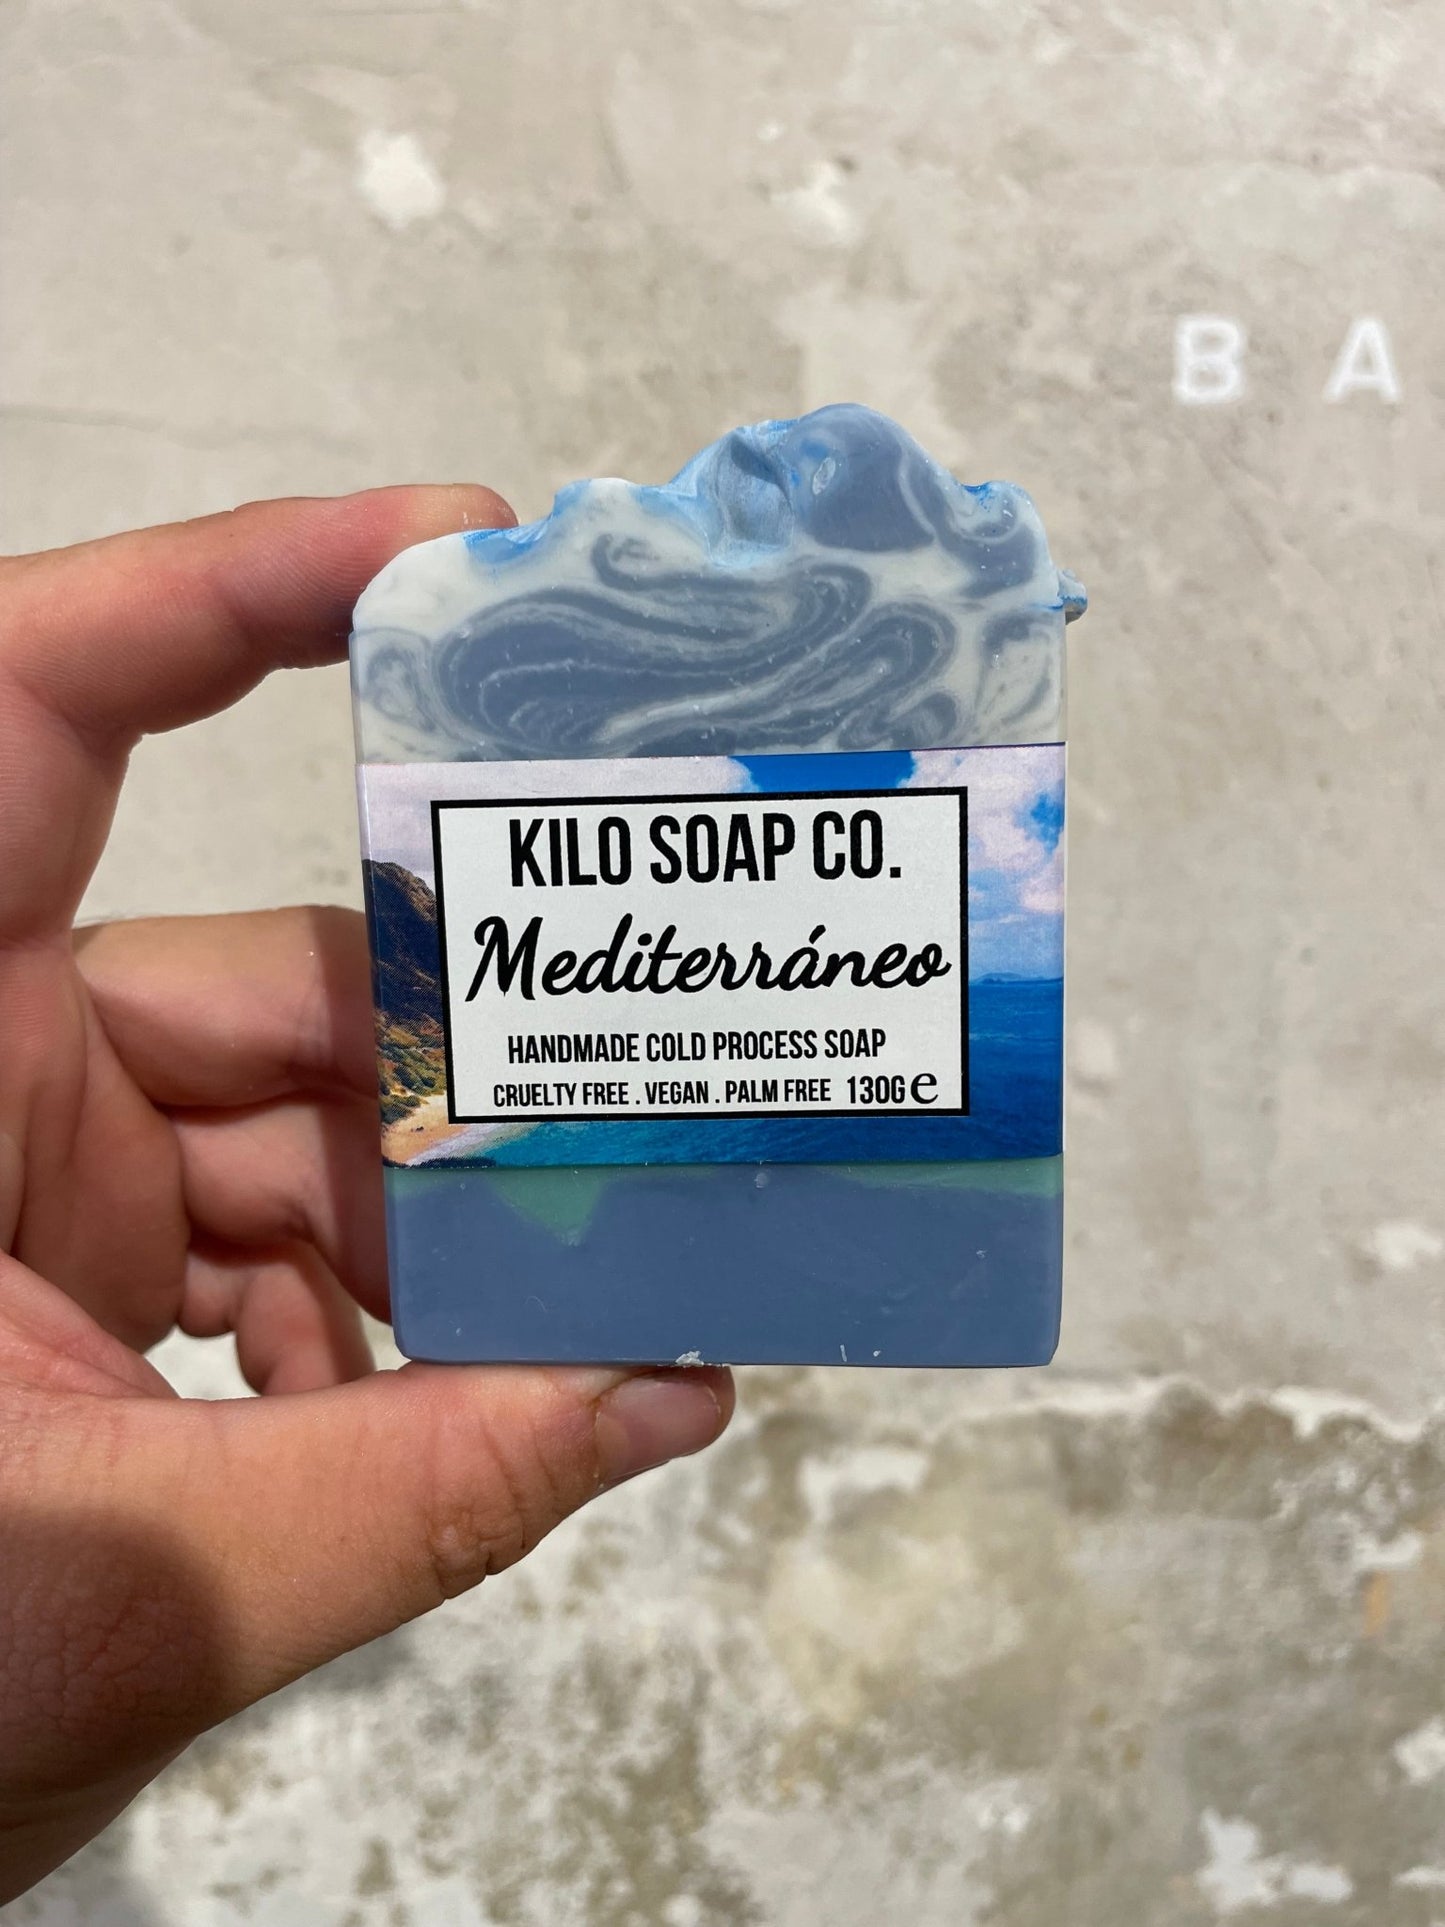 B A
KILO SOAP CO.
Mediterráneo
HANDMADE COLD PROCESS SOAP
CRUELTY FREE . VEGAN . PALM FREE 130G ℮